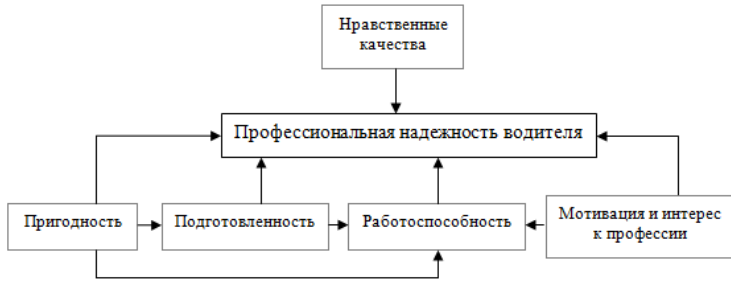 Нравственные
качества
Профессиональная надежность водителя
Пригодность
Подготовленность
Работоспособность
Мотивация и интерес
к профессии